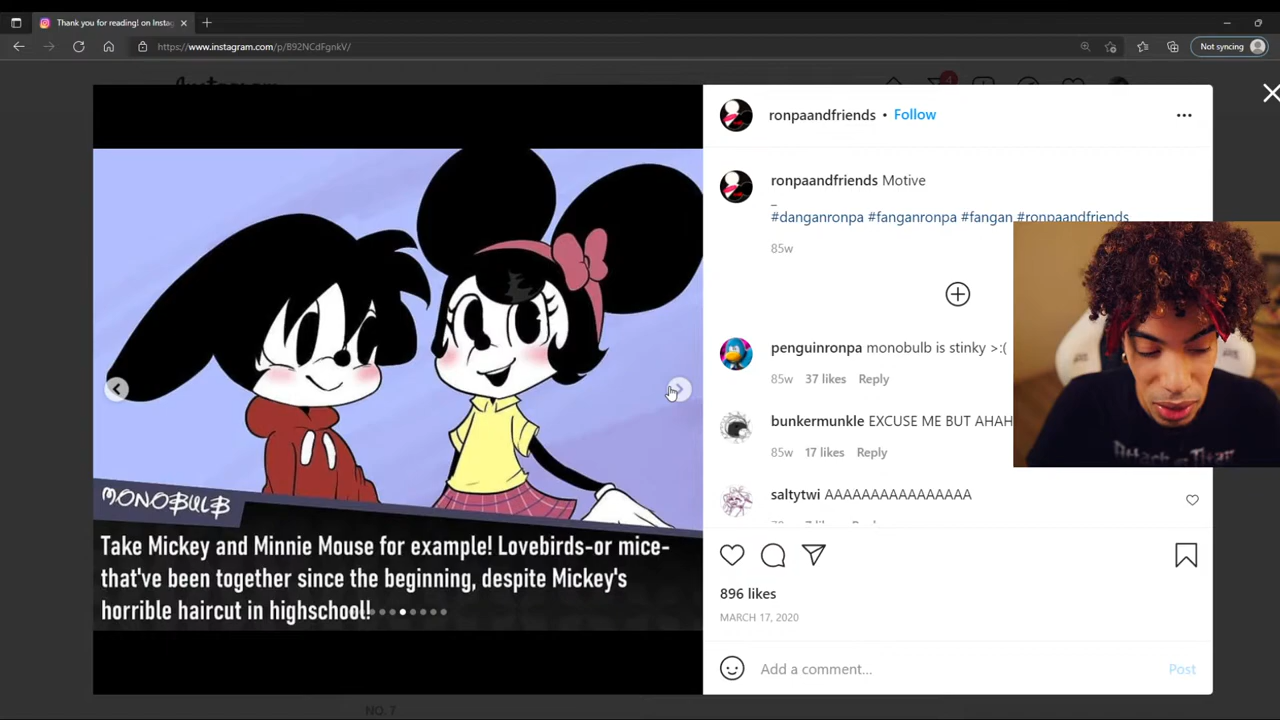 Thank you for reading! on Insta
https://www.instagram.com/p/B92NCdFgnkV/
Not syncing
Instagram
4
ronpaandfriends • Follow
ronpaandfriends Motive
_
#danganronpa #fanganronpa #fangan #ronpaandfriends
85w
penguinronpa monobulb is stinky >:(
85w 37 likes Reply
bunkermunkle EXCUSE ME BUT AHAH
85w 17 likes Reply
saltytwi AAAAAAAAAAAAAAAA
896 likes
MARCH 17, 2020
Add a comment... Post
MONOBULB
Take Mickey and Minnie Mouse for example! Lovebirds-or mice-
that've been together since the beginning, despite Mickey's
horrible haircut in highschool!
NO. 7